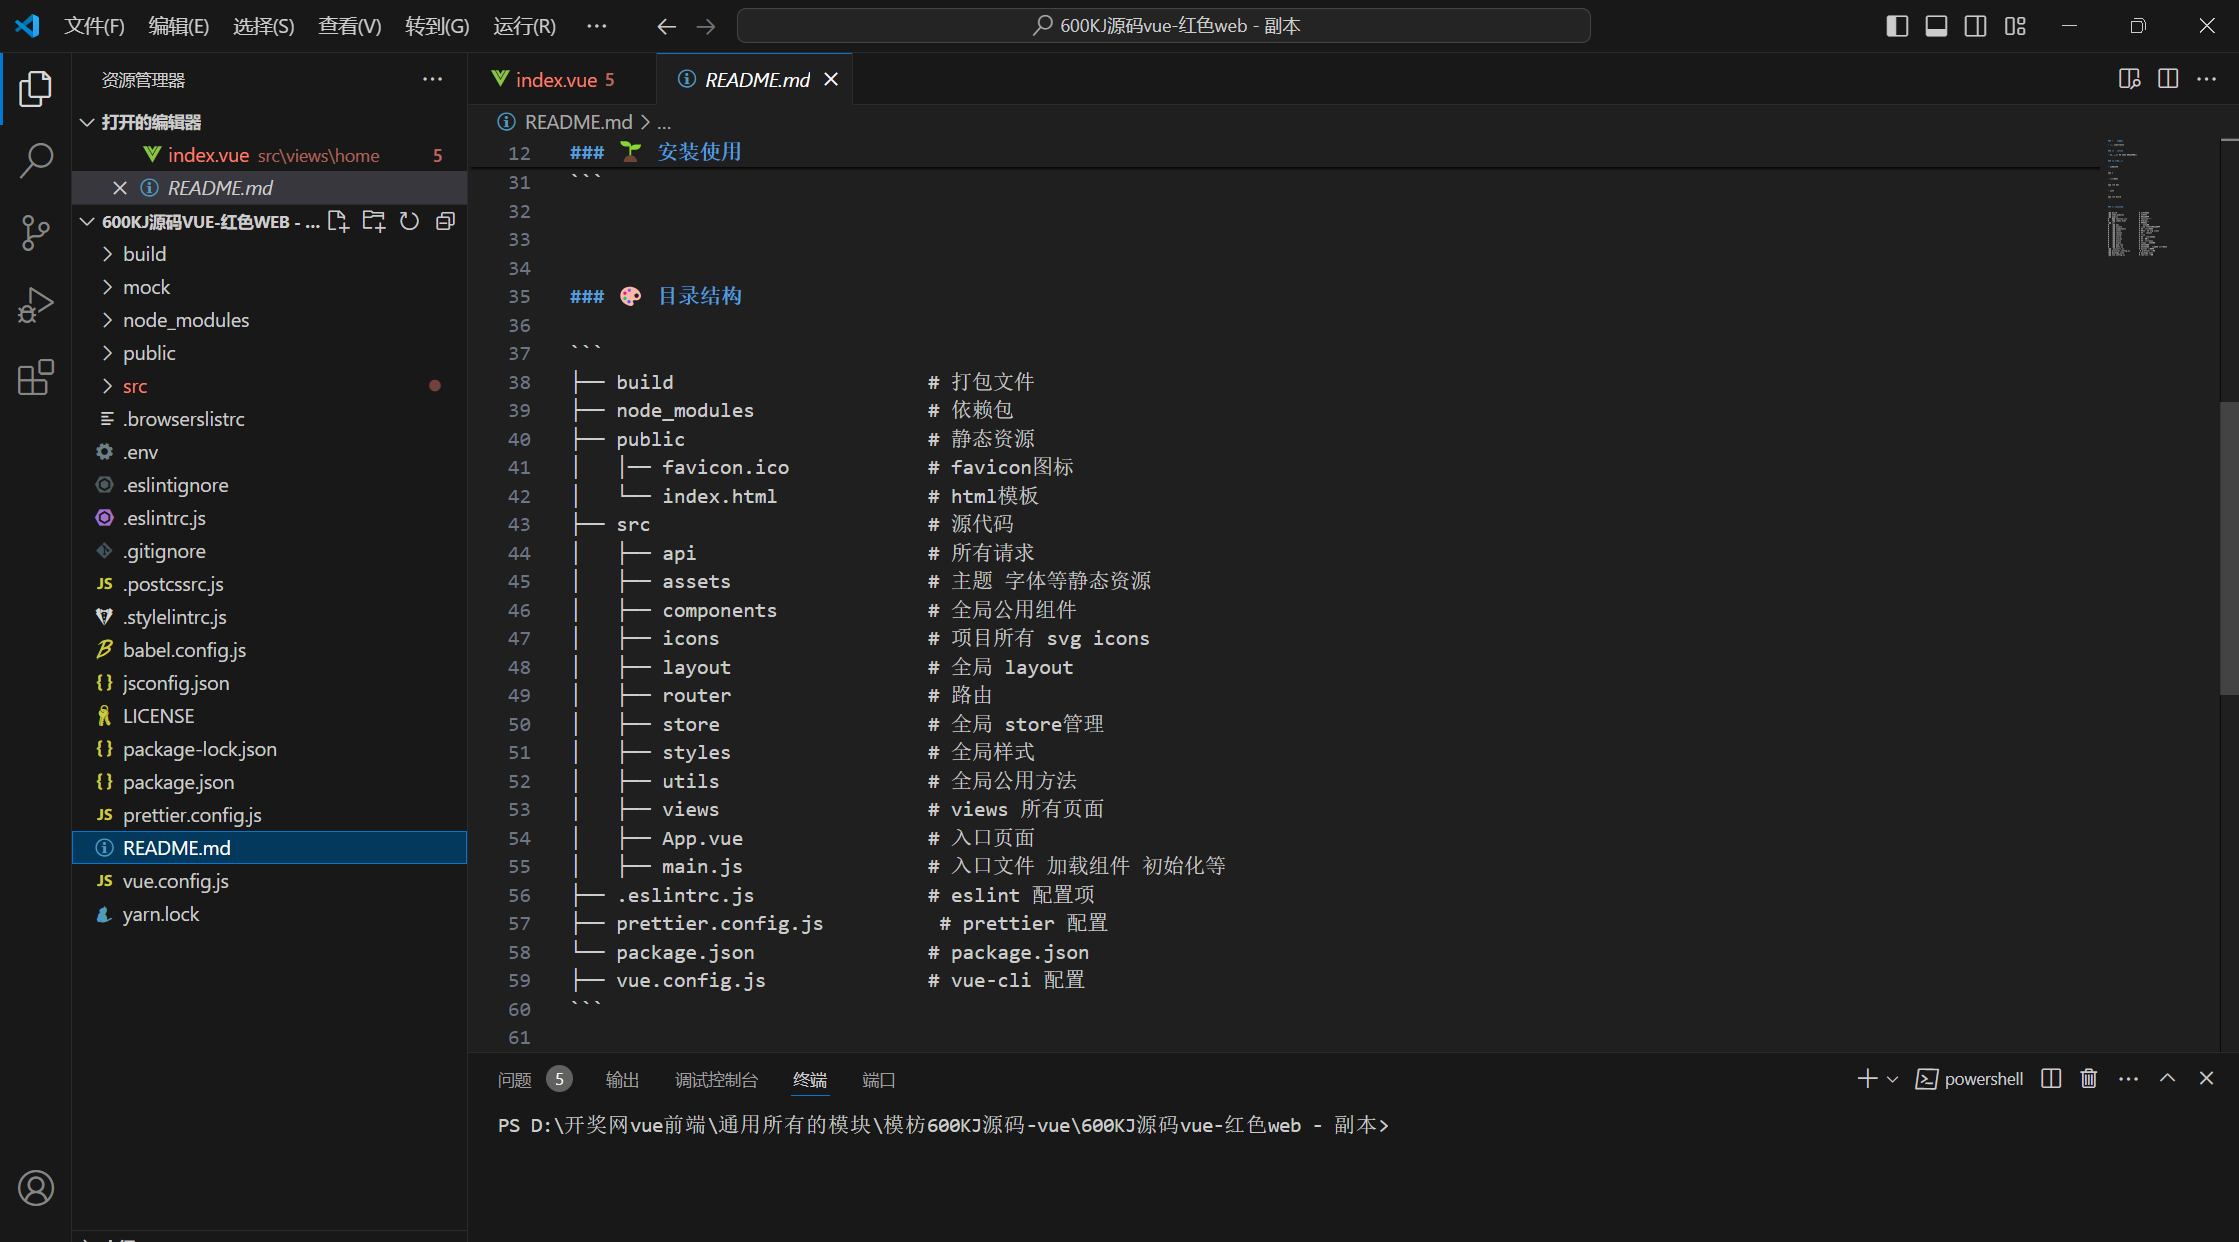 文件(F) 编辑(E) 选择(S) 查看(V) 转到(G) 运行(R) ··· 600KJ源码vue-红色web - 副本
资源管理器 ···
打开的编辑器
index.vue src\views\home 5
README.md
600KJ源码VUE-红色WEB - ...
build
mock
node_modules
public
src
.browserslistrc
.env
.eslintignore
.eslintrc.js
.gitignore
.postcssrc.js
.stylelintrc.js
babel.config.js
jsconfig.json
LICENSE
package-lock.json
package.json
prettier.config.js
README.md
vue.config.js
yarn.lock
index.vue 5 README.md
README.md > ...
12 ### 🌱 安装使用
31 ```
32
33
34
35 ### 🎨 目录结构
36
37 ```
38 ├── build # 打包文件
39 ├── node_modules # 依赖包
40 ├── public # 静态资源
41 │ │── favicon.ico # favicon图标
42 │ └── index.html # html模板
43 ├── src # 源代码
44 │ ├── api # 所有请求
45 │ ├── assets # 主题 字体等静态资源
46 │ ├── components # 全局公用组件
47 │ ├── icons # 项目所有 svg icons
48 │ ├── layout # 全局 layout
49 │ ├── router # 路由
50 │ ├── store # 全局 store管理
51 │ ├── styles # 全局样式
52 │ ├── utils # 全局公用方法
53 │ ├── views # views 所有页面
54 │ ├── App.vue # 入口页面
55 │ ├── main.js # 入口文件 加载组件 初始化等
56 ├── .eslintrc.js # eslint 配置项
57 ├── prettier.config.js # prettier 配置
58 └── package.json # package.json
59 ├── vue.config.js # vue-cli 配置
60 ```
61
问题 5 输出 调试控制台 终端 端口 powershell ···
PS D:\开奖网vue前端\通用所有的模块\模枋600KJ源码-vue\600KJ源码vue-红色web - 副本>